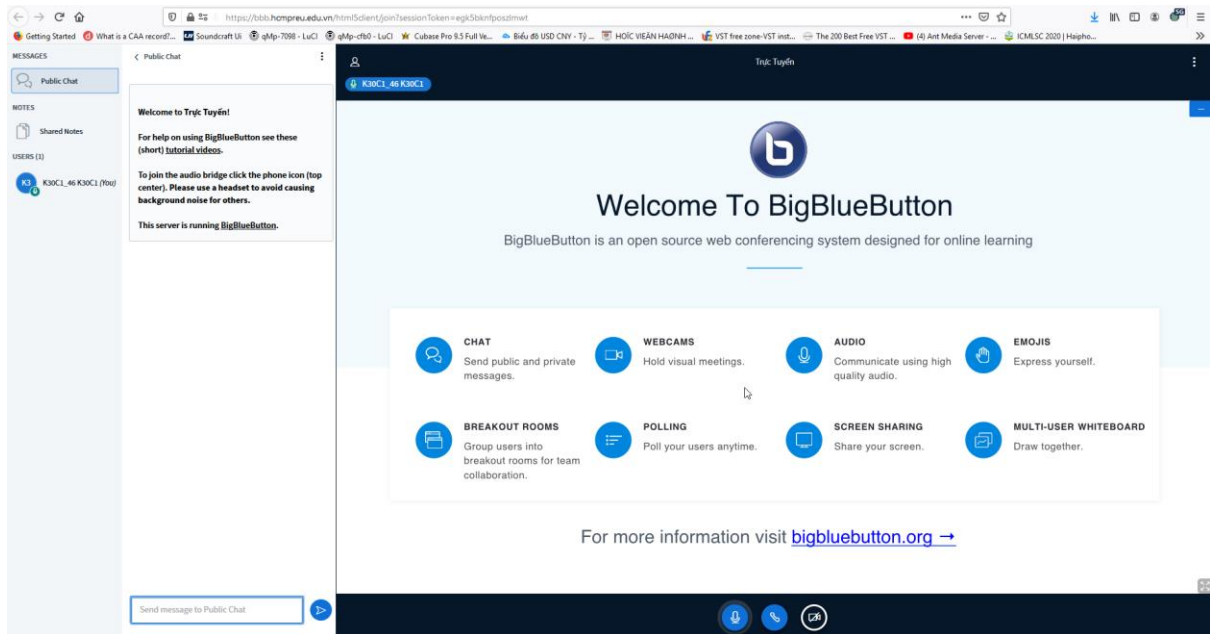 https://bbb.hcmpreu.edu.vn/html5client/join?sessionToken=egk5bknfposzlmwt
Getting Started
What is a CAA record?...
Soundcraft Ui
qMp-7098 - LuCI
qMp-cfb0 - LuCI
Cubase Pro 9.5 Full Ve...
Biểu đồ USD CNY - Tỷ ...
HOÏC VIEÄN HAØNH ...
VST free zone-VST inst...
The 200 Best Free VST ...
(4) Ant Media Server - ...
ICMLSC 2020 | Haipho...
MESSAGES
Public Chat
NOTES
Shared Notes
USERS (1)
K3
K30C1_46 K30C1 (You)
Public Chat
Welcome to Trực Tuyến!
For help on using BigBlueButton see these
(short) tutorial videos.
To join the audio bridge click the phone icon (top
center). Please use a headset to avoid causing
background noise for others.
This server is running BigBlueButton.
Send message to Public Chat
Trực Tuyến
K30C1_46 K30C1
Welcome To BigBlueButton
BigBlueButton is an open source web conferencing system designed for online learning
CHAT
Send public and private
messages.
WEBCAMS
Hold visual meetings.
AUDIO
Communicate using high
quality audio.
EMOJIS
Express yourself.
BREAKOUT ROOMS
Group users into
breakout rooms for team
collaboration.
POLLING
Poll your users anytime.
SCREEN SHARING
Share your screen.
MULTI-USER WHITEBOARD
Draw together.
For more information visit bigbluebutton.org →